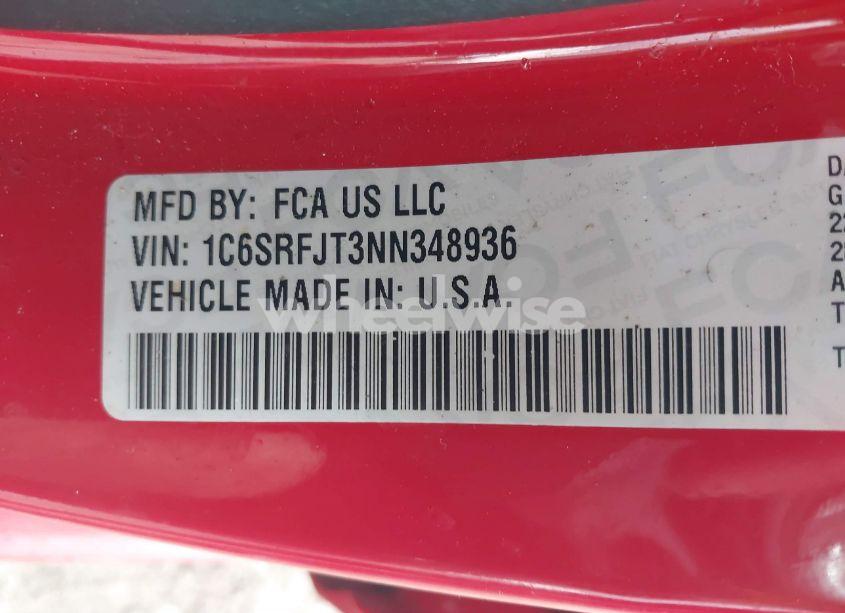 MFD BY: FCA US LLC
VIN: 1C6SRFJT3NN348936
VEHICLE MADE IN: U.S.A.
wheelwise